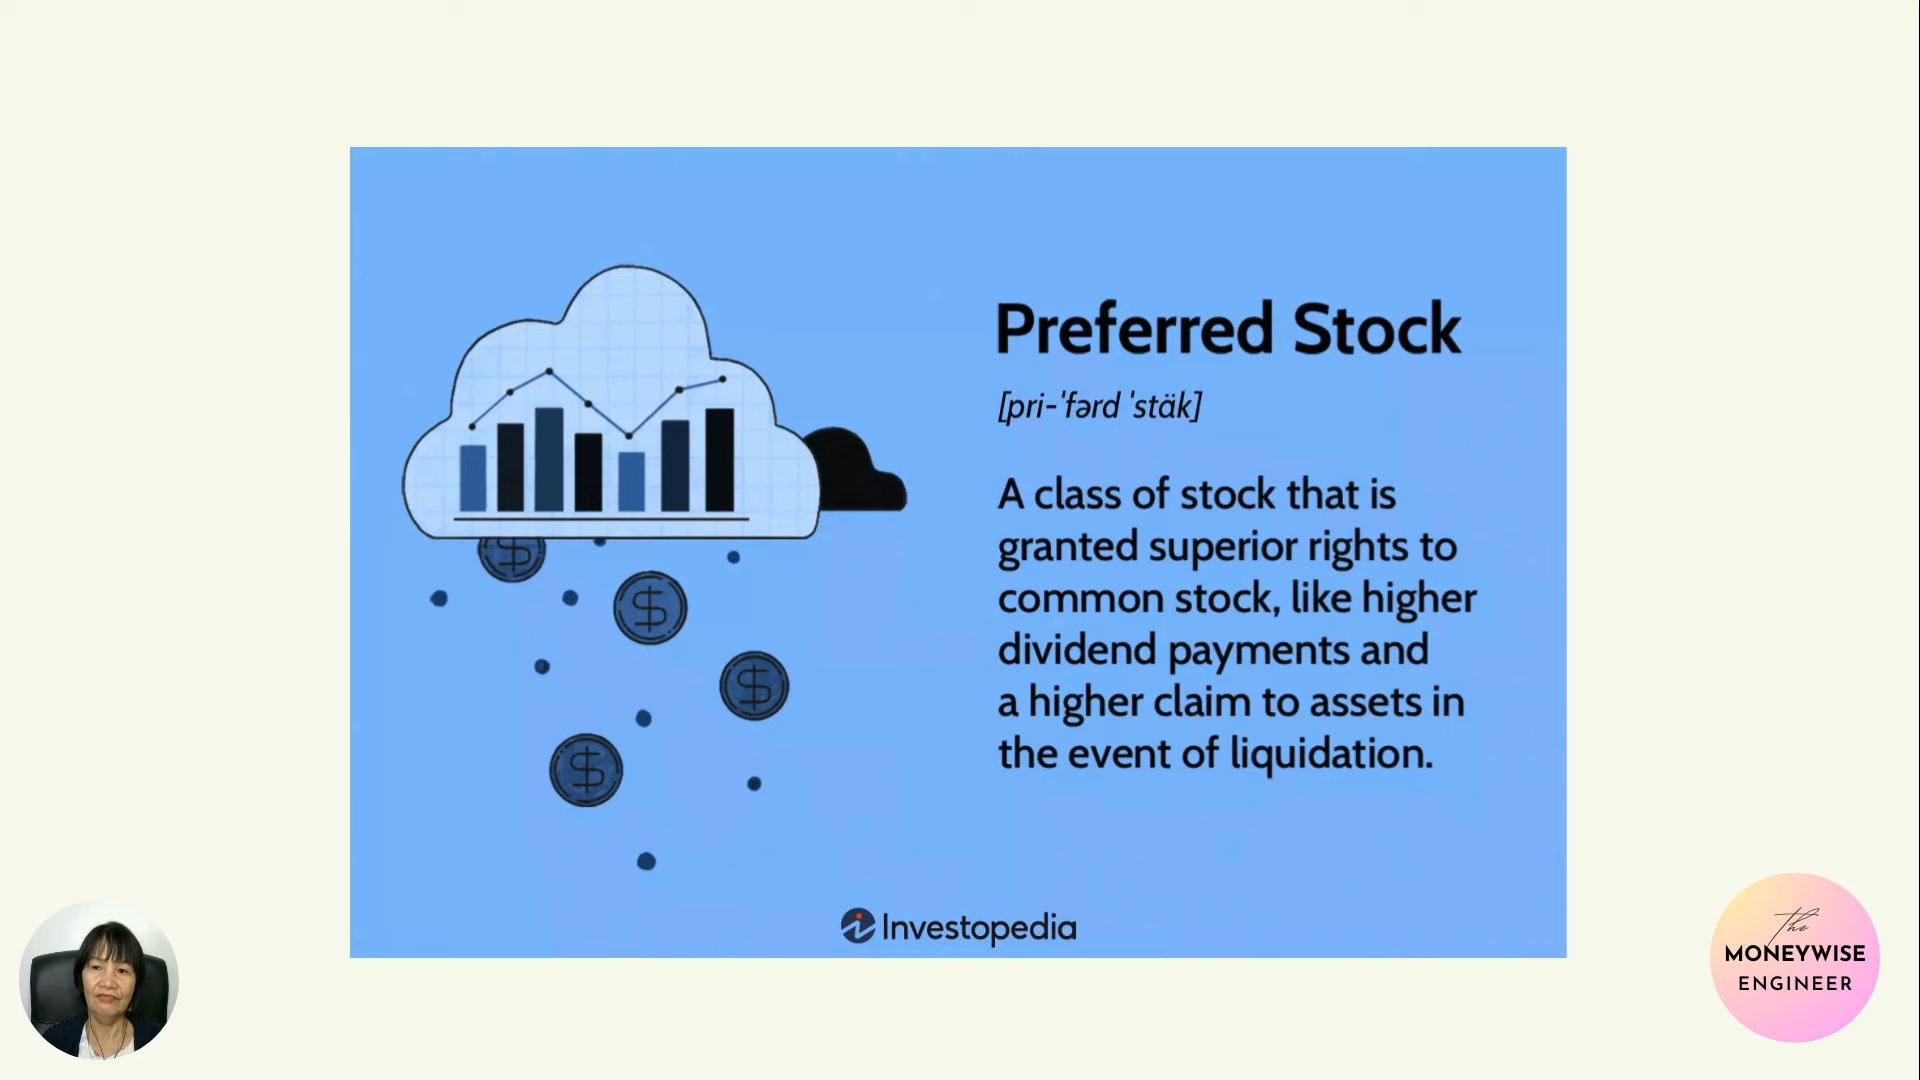 Preferred Stock
[pri-ˈfərd ˈstäk]
A class of stock that is
granted superior rights to
common stock, like higher
dividend payments and
a higher claim to assets in
the event of liquidation.
$
$
$
$
Investopedia
the
MONEYWISE
ENGINEER